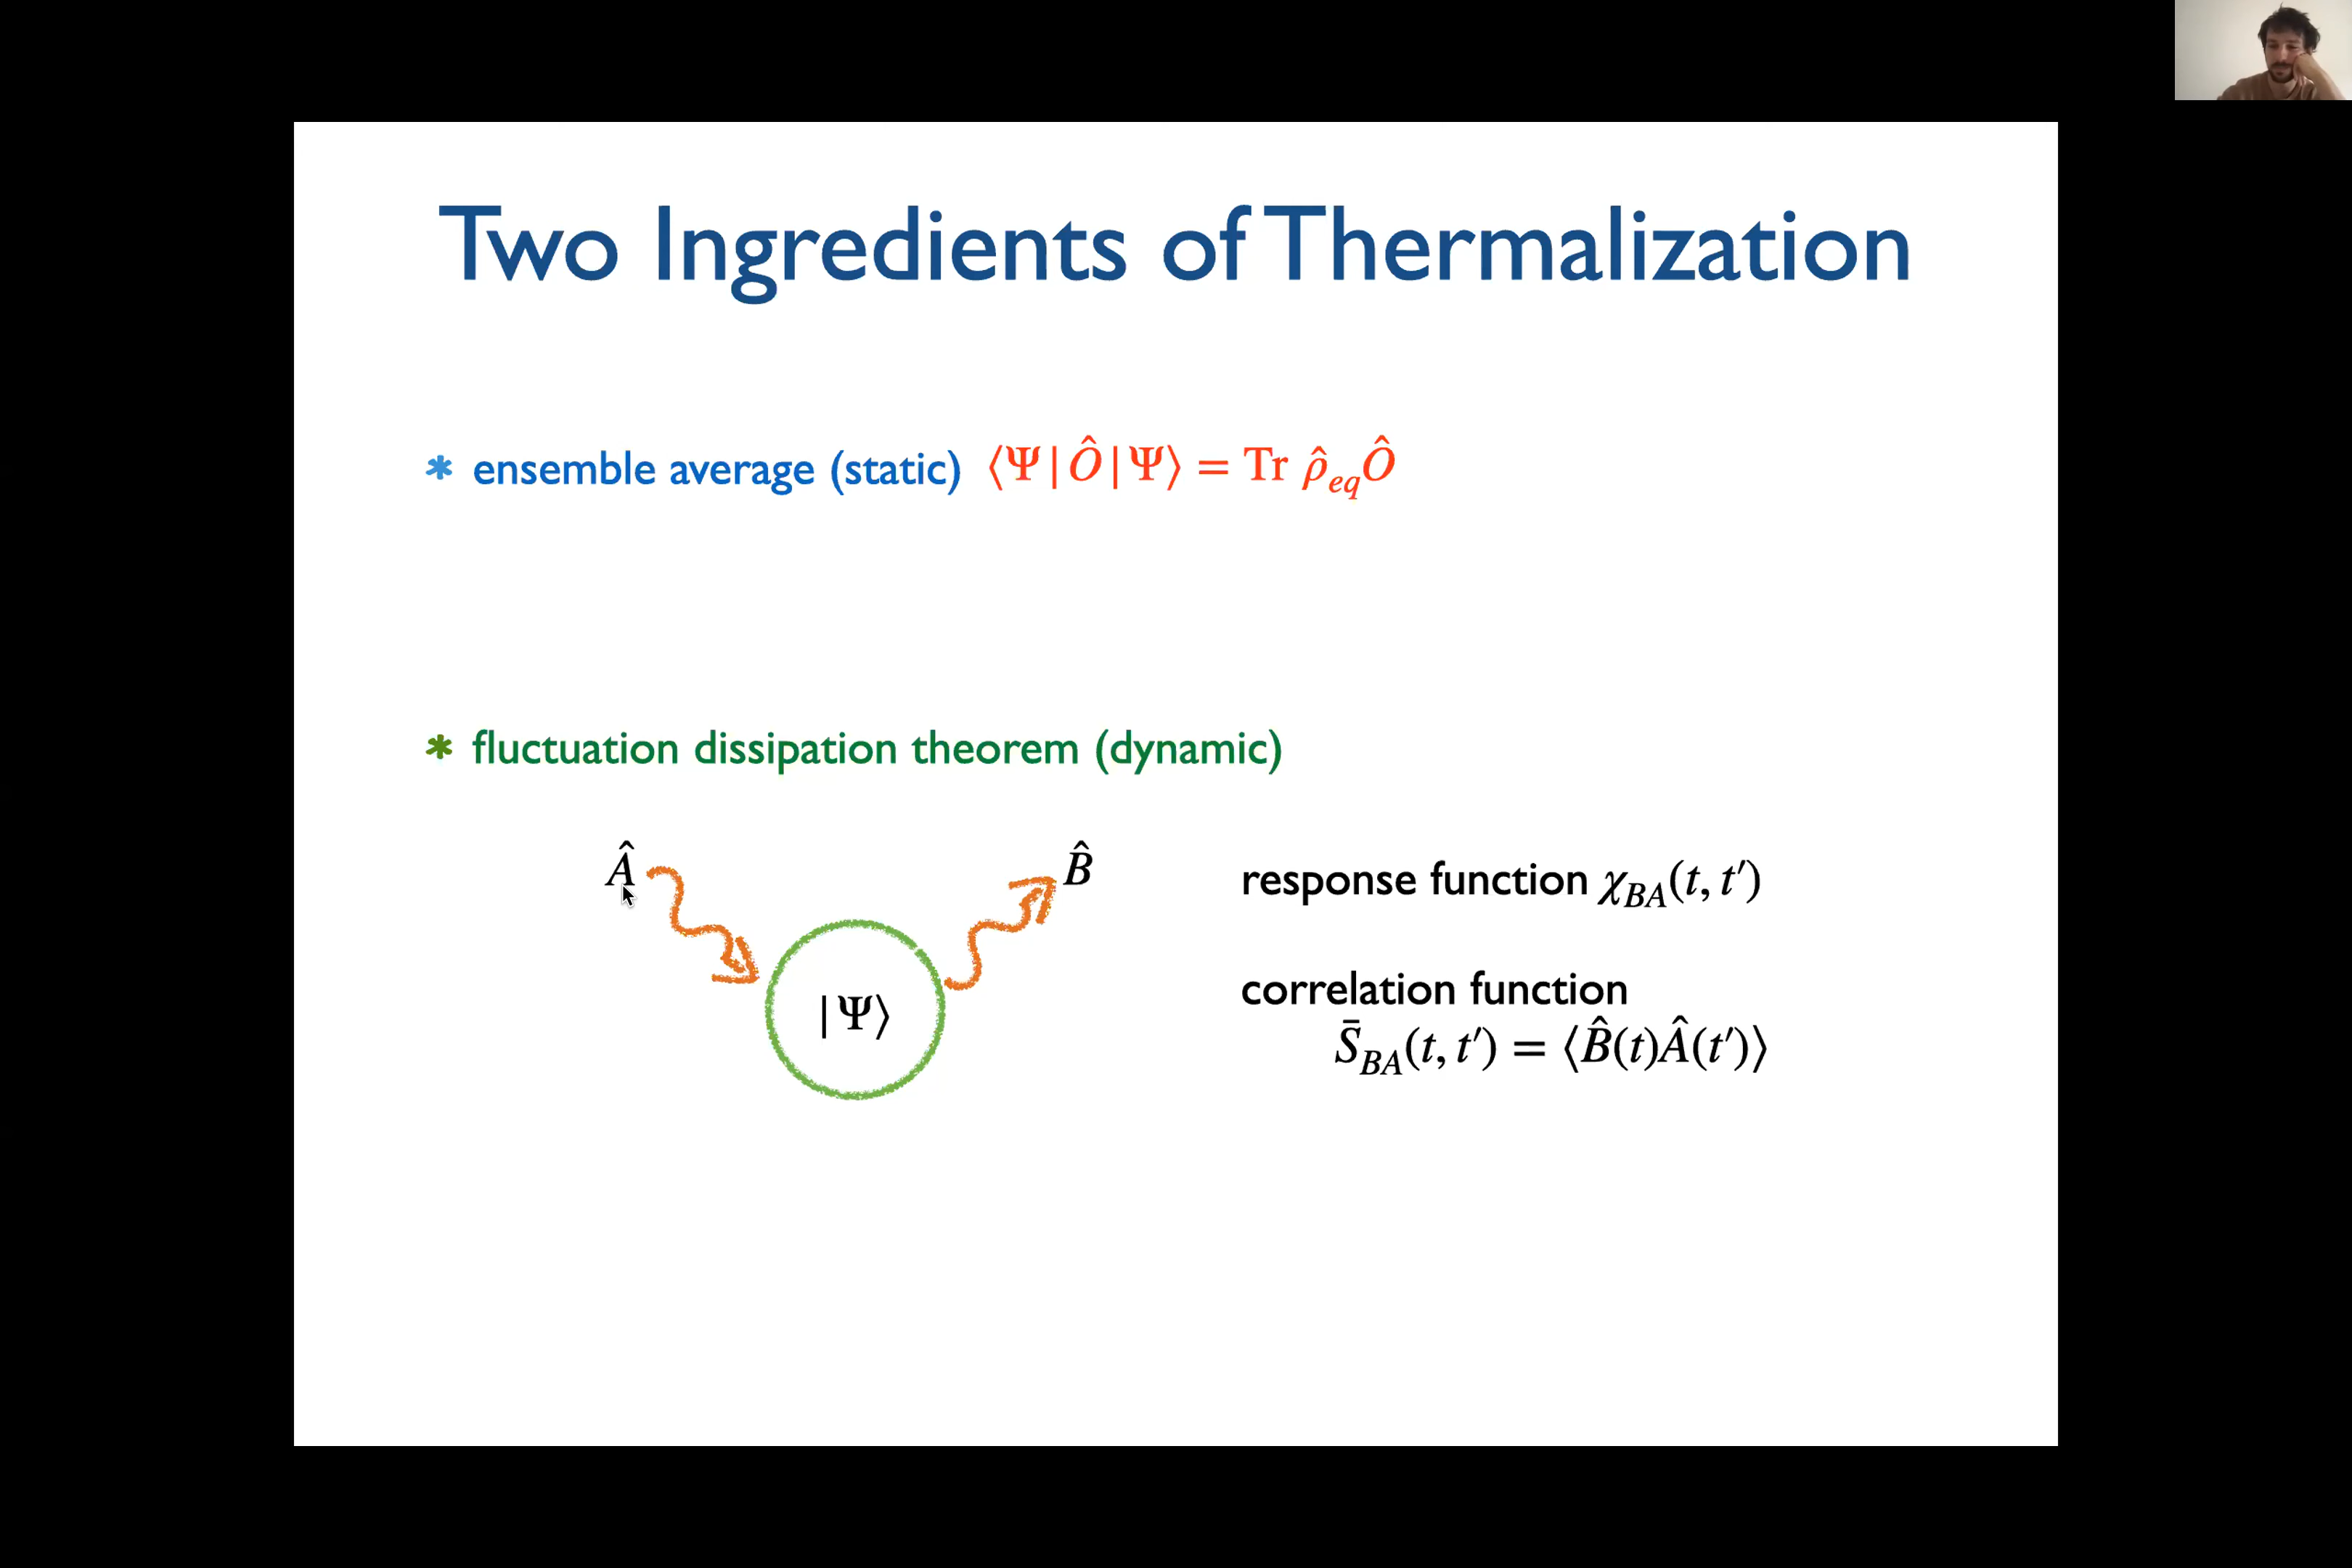 Two Ingredients of Thermalization
* ensemble average (static) ⟨Ψ|Ô|Ψ⟩ = Tr ρ̂_eq Ô
* fluctuation dissipation theorem (dynamic)
Â
B̂
|Ψ⟩
response function χ_BA(t, t′)
correlation function
S̄_BA(t, t′) = ⟨B̂(t)Â(t′)⟩